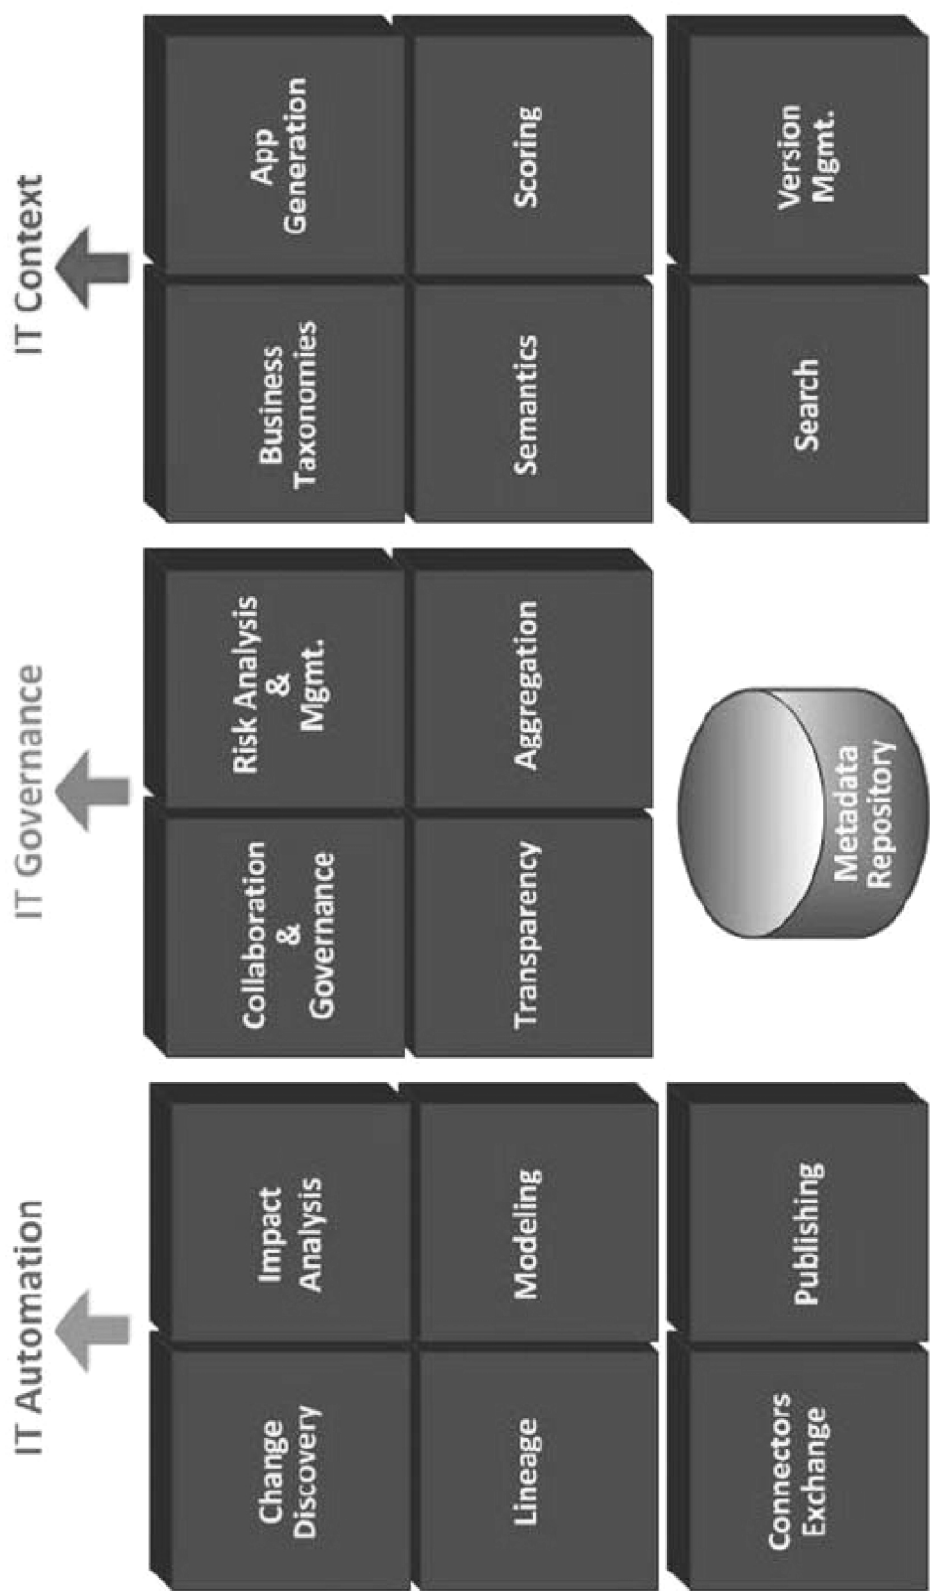 IT Automation
IT Governance
IT Context
Change
Discovery
Impact
Analysis
Collaboration
&
Governance
Risk Analysis
&
Mgmt.
Business
Taxonomies
App
Generation
Lineage
Modeling
Transparency
Aggregation
Semantics
Scoring
Connectors
Exchange
Publishing
Metadata
Repository
Search
Version
Mgmt.